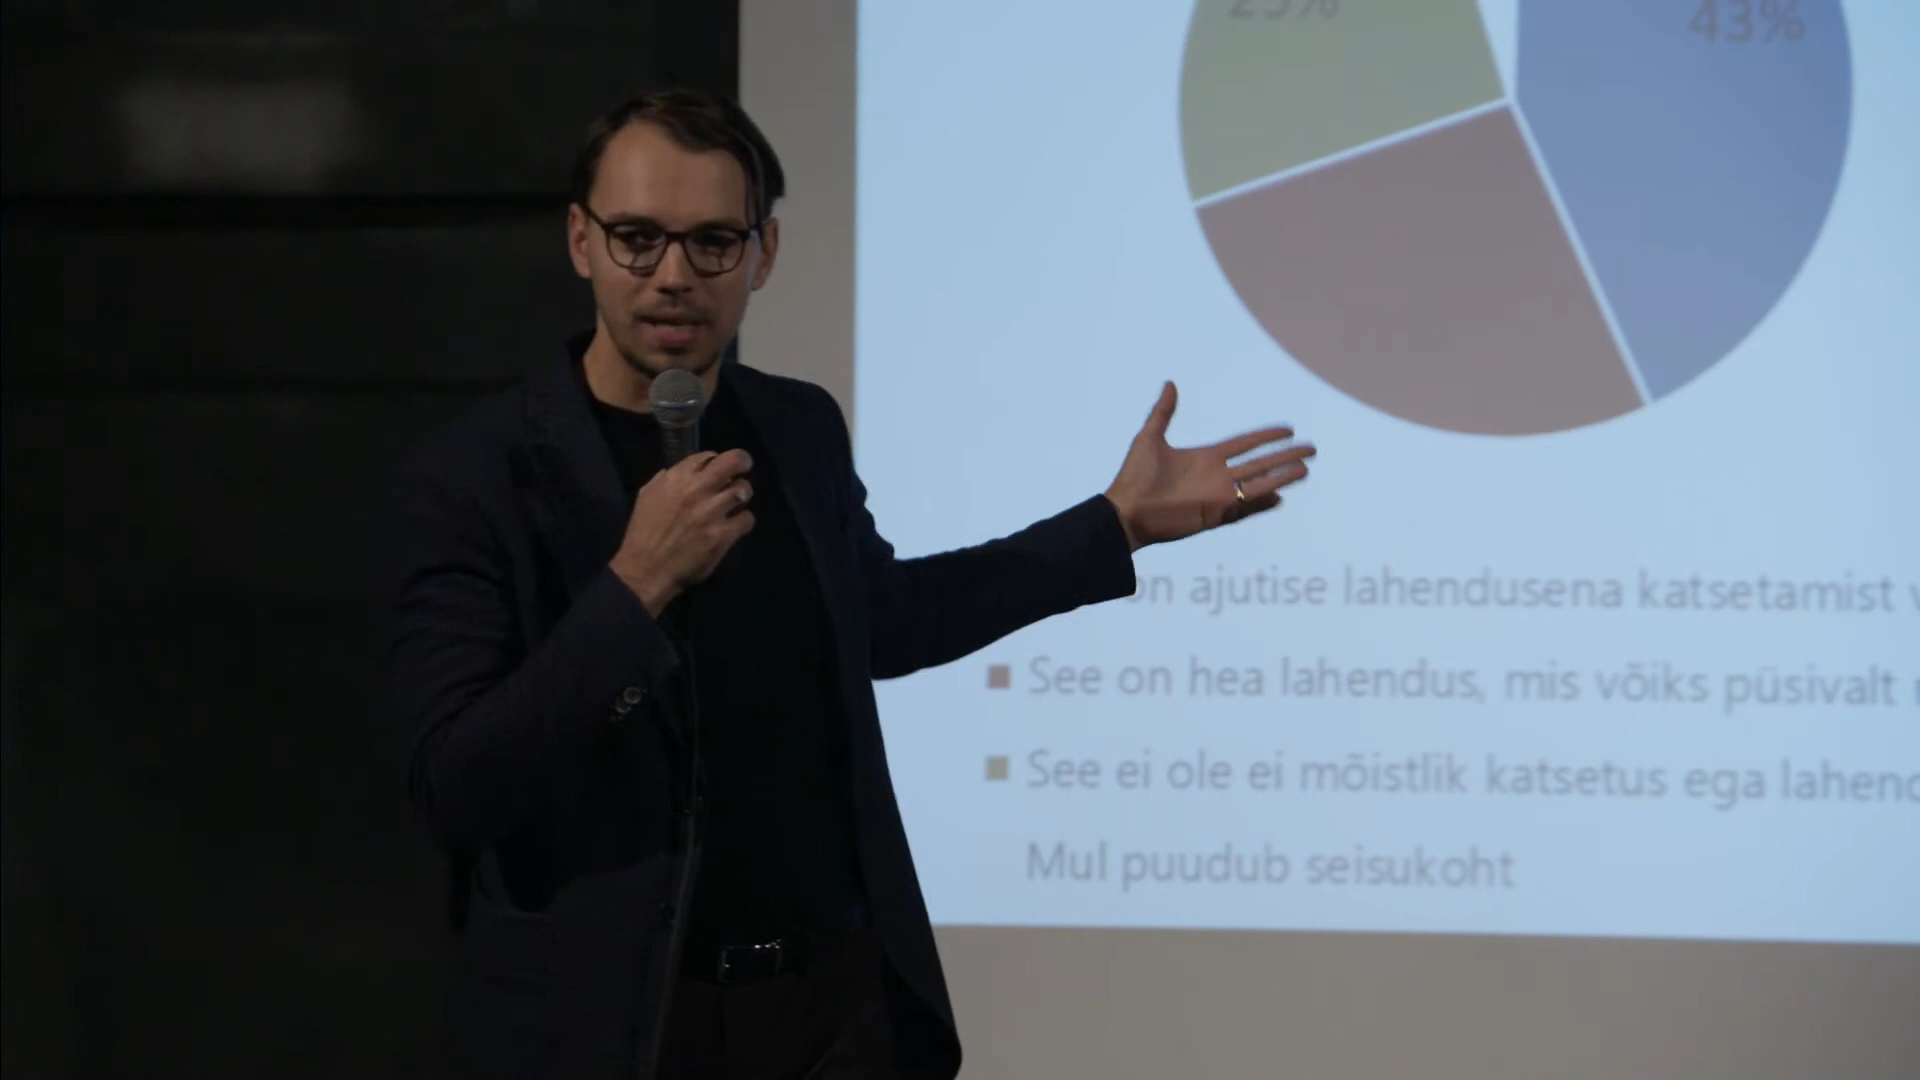 25%
43%
on ajutise lahendusena katsetamist
See on hea lahendus, mis võiks püsivalt
See ei ole ei mõistlik katsetus ega
Mul puudub seisukoht